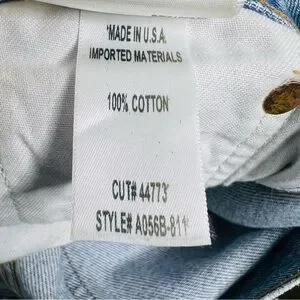 MADE IN U.S.A.
IMPORTED MATERIALS
100% COTTON
CUT# 44773
STYLE# A056B-811